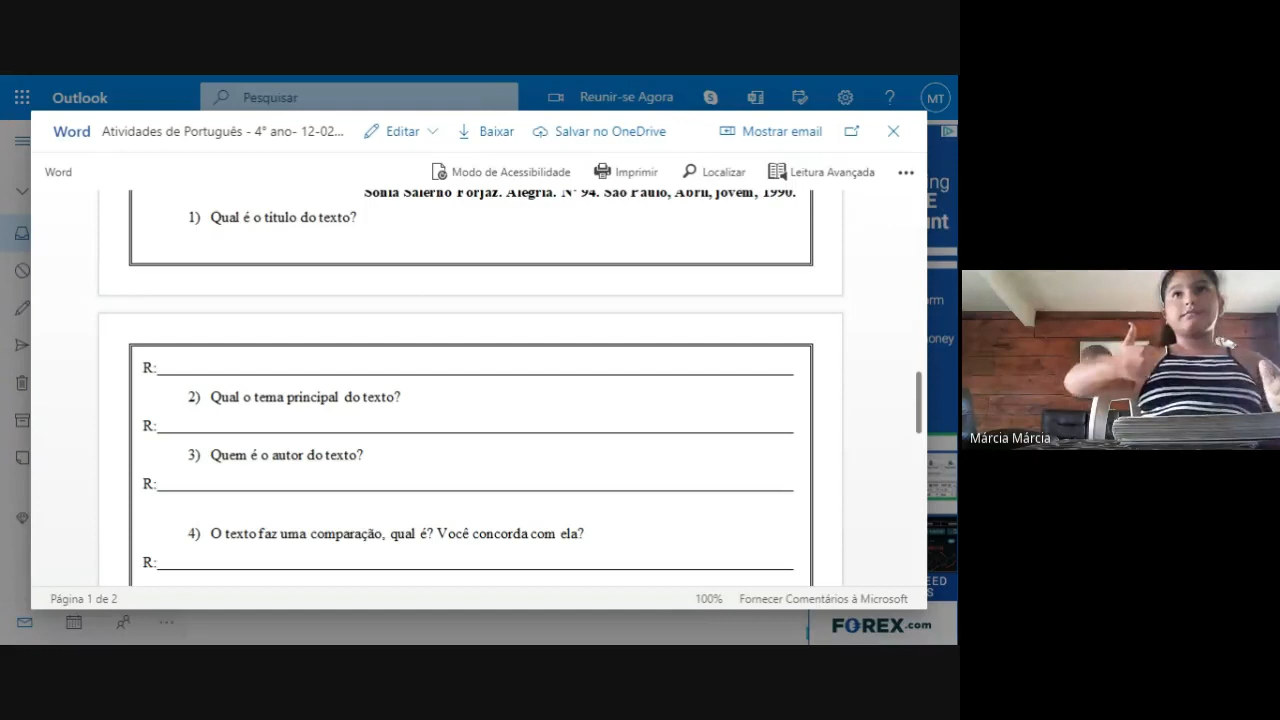 Outlook
Pesquisar
Reunir-se Agora
MT
Word Atividades de Português - 4º ano- 12-02...
Editar
Baixar
Salvar no OneDrive
Mostrar email
Word
Modo de Acessibilidade
Imprimir
Localizar
Leitura Avançada
Sônia Salerno Forjaz. Alegria. Nº 94. São Paulo, Abril, jovem, 1990.
1) Qual é o título do texto?
R:
2) Qual o tema principal do texto?
R:
3) Quem é o autor do texto?
R:
4) O texto faz uma comparação, qual é? Você concorda com ela?
R:
Página 1 de 2
100%
Fornecer Comentários à Microsoft
FOREX.com
Márcia Márcia